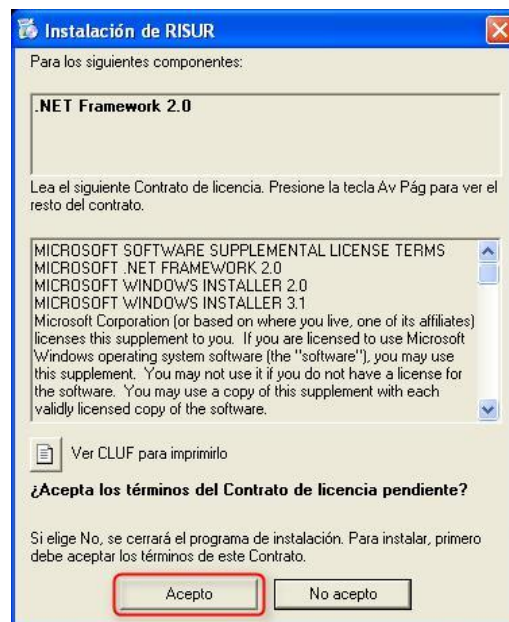 Instalación de RISUR
Para los siguientes componentes:
.NET Framework 2.0
Lea el siguiente Contrato de licencia. Presione la tecla Av Pág para ver el
resto del contrato.
MICROSOFT SOFTWARE SUPPLEMENTAL LICENSE TERMS
MICROSOFT .NET FRAMEWORK 2.0
MICROSOFT WINDOWS INSTALLER 2.0
MICROSOFT WINDOWS INSTALLER 3.1
Microsoft Corporation (or based on where you live, one of its affiliates)
licenses this supplement to you.  If you are licensed to use Microsoft
Windows operating system software (the "software"), you may use
this supplement.  You may not use it if you do not have a license for
the software.  You may use a copy of this supplement with each
validly licensed copy of the software.
Ver CLUF para imprimirlo
¿Acepta los términos del Contrato de licencia pendiente?
Si elige No, se cerrará el programa de instalación. Para instalar, primero
debe aceptar los términos de este Contrato.
Acepto
No acepto